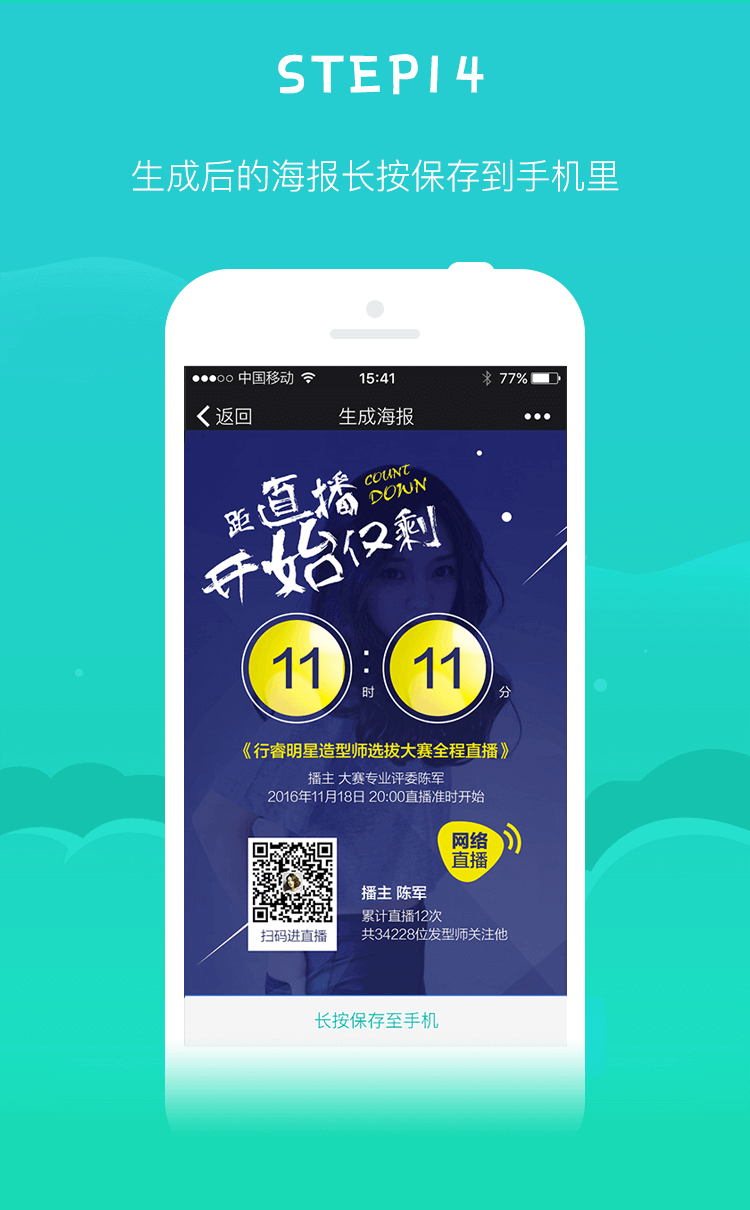 STEP14
生成后的海报长按保存到手机里
中国移动 15:41 77%
返回 生成海报
距直播 COUNT DOWN
开始仅剩
11时:11分
《行睿明星造型师选拔大赛全程直播》
播主 大赛专业评委陈军
2016年11月18日 20:00直播准时开始
网络
直播
播主 陈军
累计直播12次
共34228位发型师关注他
扫码进直播
长按保存至手机